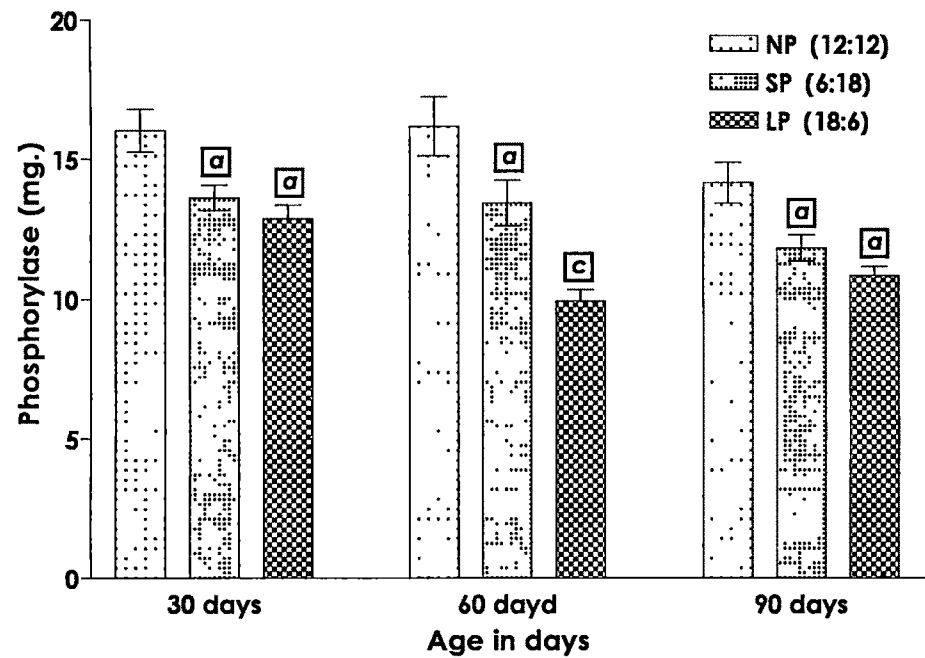 20
15
10
5
0
Phosphorylase (mg.)
NP (12:12)
SP (6:18)
LP (18:6)
a
a
a
c
a
a
30 days
60 dayd
90 days
Age in days